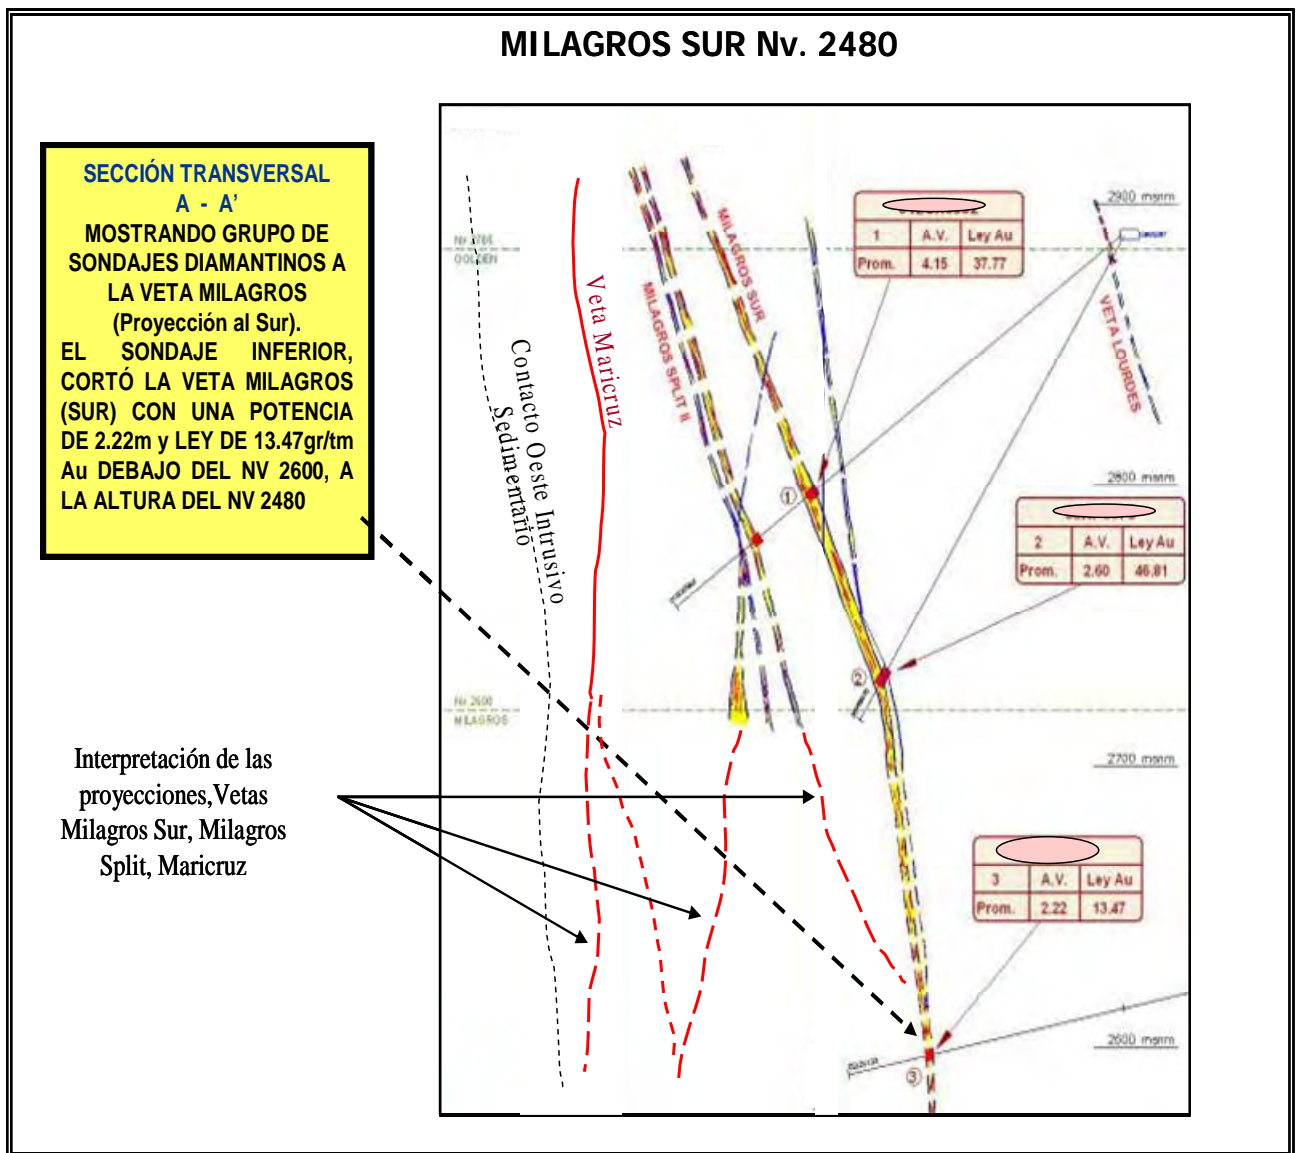 MILAGROS SUR Nv. 2480
SECCIÓN TRANSVERSAL
A - A'
MOSTRANDO GRUPO DE
SONDAJES DIAMANTINOS A
LA VETA MILAGROS
(Proyección al Sur).
EL SONDAJE INFERIOR,
CORTÓ LA VETA MILAGROS
(SUR) CON UNA POTENCIA
DE 2.22m y LEY DE 13.47gr/tm
Au DEBAJO DEL NV 2600, A
LA ALTURA DEL NV 2480
Interpretación de las
proyecciones,Vetas
Milagros Sur, Milagros
Split, Maricruz
GOLDEN
Contacto Oeste Intrusivo
Sedimentario
Veta Maricruz
MILAGROS SPLIT II
MILAGROS SUR
1 A.V. Ley Au
Prom. 4.15 37.77
2900 msnm
VETA LOURDES
2800 msnm
1
2 A.V. Ley Au
Prom. 2.60 46.81
2
Nv 2600
MILAGROS
2700 msnm
3 A.V. Ley Au
Prom. 2.22 13.47
2600 msnm
3